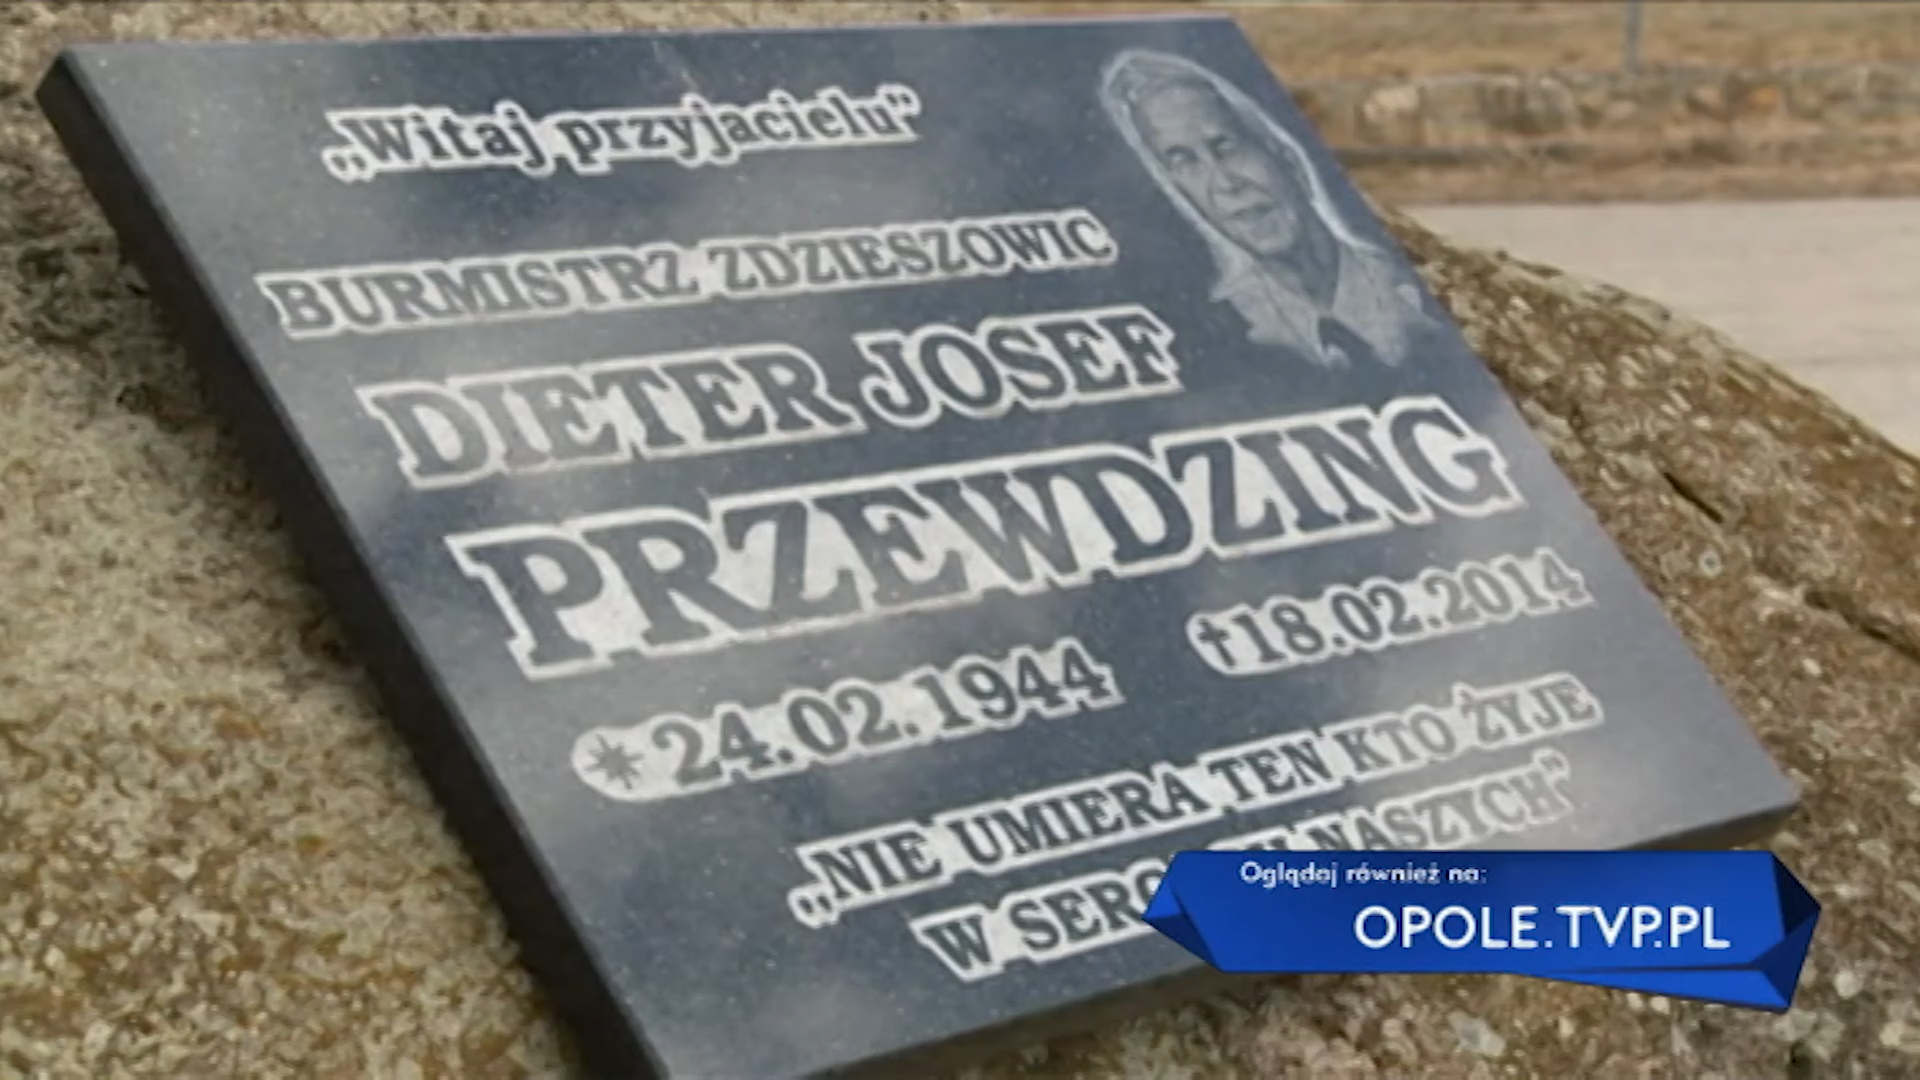 „Witaj przyjacielu”
BURMISTRZ ZDZIESZOWIC
DIETER JOSEF
PRZEWDZING
*24.02.1944 †18.02.2014
„NIE UMIERA TEN KTO ŻYJE
W NASZYCH”
Oglądaj również na:
OPOLE.TVP.PL